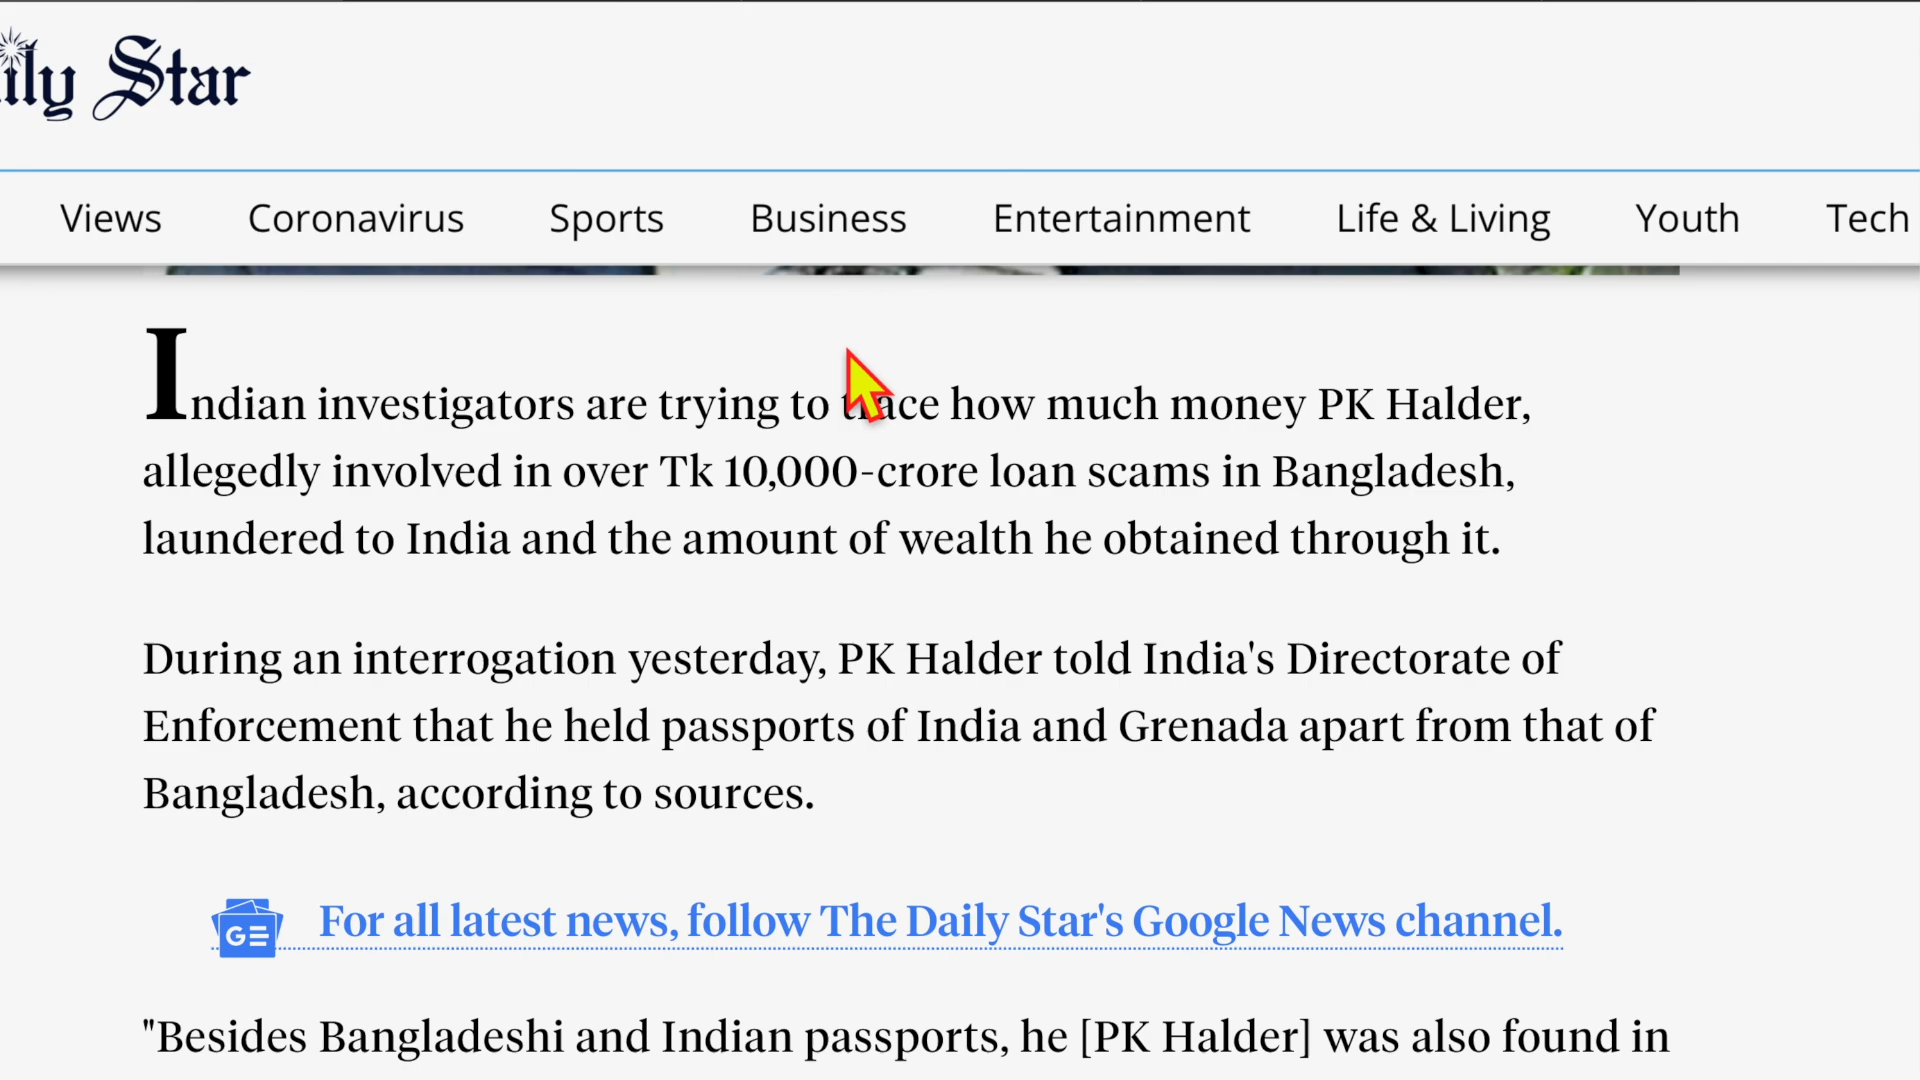 ily Star
Views Coronavirus Sports Business Entertainment Life & Living Youth Tech
Indian investigators are trying to trace how much money PK Halder,
allegedly involved in over Tk 10,000-crore loan scams in Bangladesh,
laundered to India and the amount of wealth he obtained through it.
During an interrogation yesterday, PK Halder told India's Directorate of
Enforcement that he held passports of India and Grenada apart from that of
Bangladesh, according to sources.
GE For all latest news, follow The Daily Star's Google News channel.
"Besides Bangladeshi and Indian passports, he [PK Halder] was also found in